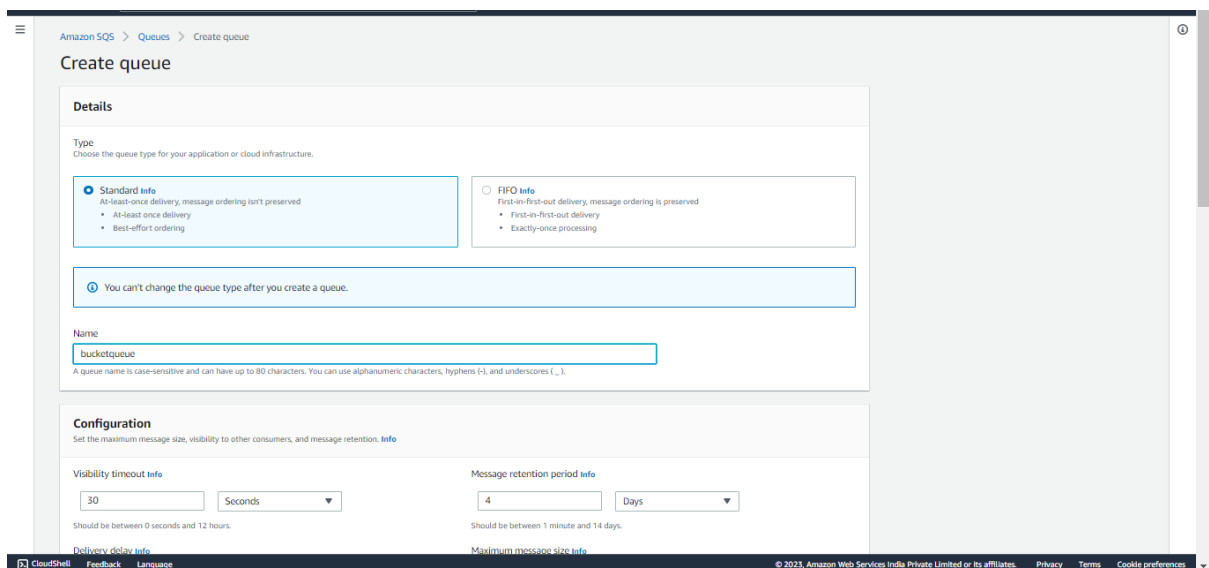 Amazon SQS > Queues > Create queue
Create queue
Details
Type
Choose the queue type for your application or cloud infrastructure.
Standard Info
At-least-once delivery, message ordering isn't preserved
• At-least once delivery
• Best-effort ordering
FIFO Info
First-in-first-out delivery, message ordering is preserved
• First-in-first-out delivery
• Exactly-once processing
You can't change the queue type after you create a queue.
Name
bucketqueue
A queue name is case-sensitive and can have up to 80 characters. You can use alphanumeric characters, hyphens (-), and underscores ( _ ).
Configuration
Set the maximum message size, visibility to other consumers, and message retention. Info
Visibility timeout Info
30 Seconds
Should be between 0 seconds and 12 hours.
Message retention period Info
4 Days
Should be between 1 minute and 14 days.
Delivery delay Info
Maximum message size Info
CloudShell Feedback Language © 2023, Amazon Web Services India Private Limited or its affiliates. Privacy Terms Cookie preferences